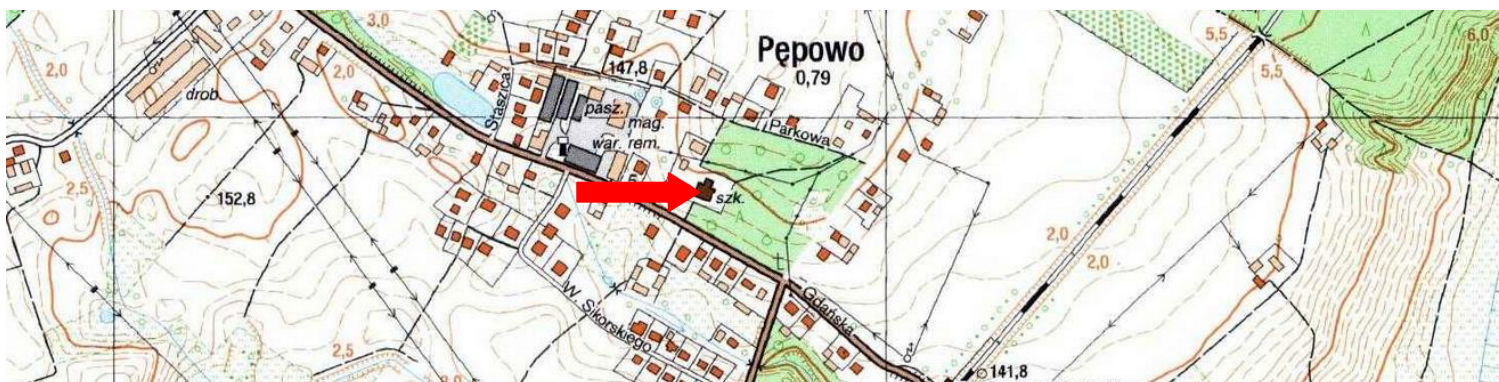 3,0
5,5
6,0
2,0
2,0
147,8
Pępowo
0,79
5,5
drob.
Staszica
pasz.
mag.
Parkowa
war. rem.
2,5
152,8
szk.
2,0
2,0
W. Sikorskiego
Gdańska
2,5
141,8